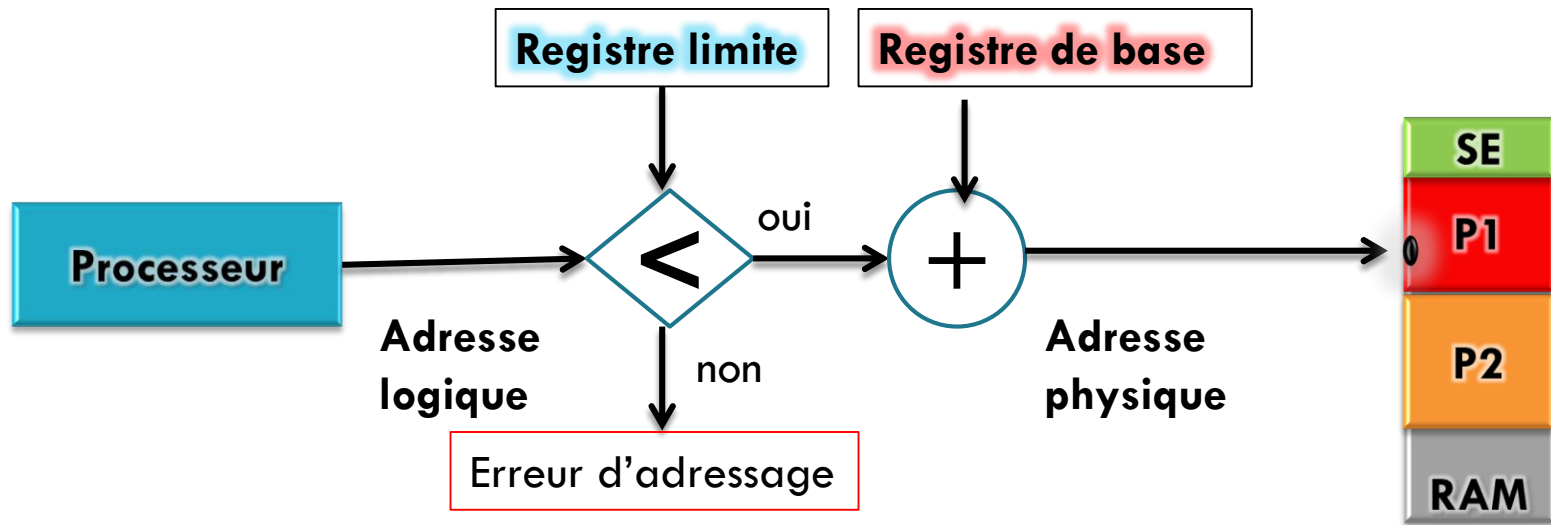 Registre limite
Registre de base
SE
Processeur
<
oui
+
P1
Adresse
logique
non
Adresse
physique
P2
Erreur d’adressage
RAM